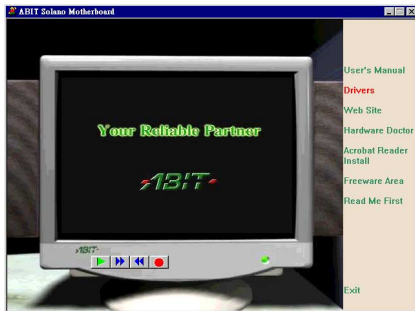 ABIT Solano Motherboard
Your Reliable Partner
ABIT
ABIT
User's Manual
Drivers
Web Site
Hardware Doctor
Acrobat Reader
Install
Freeware Area
Read Me First
Exit